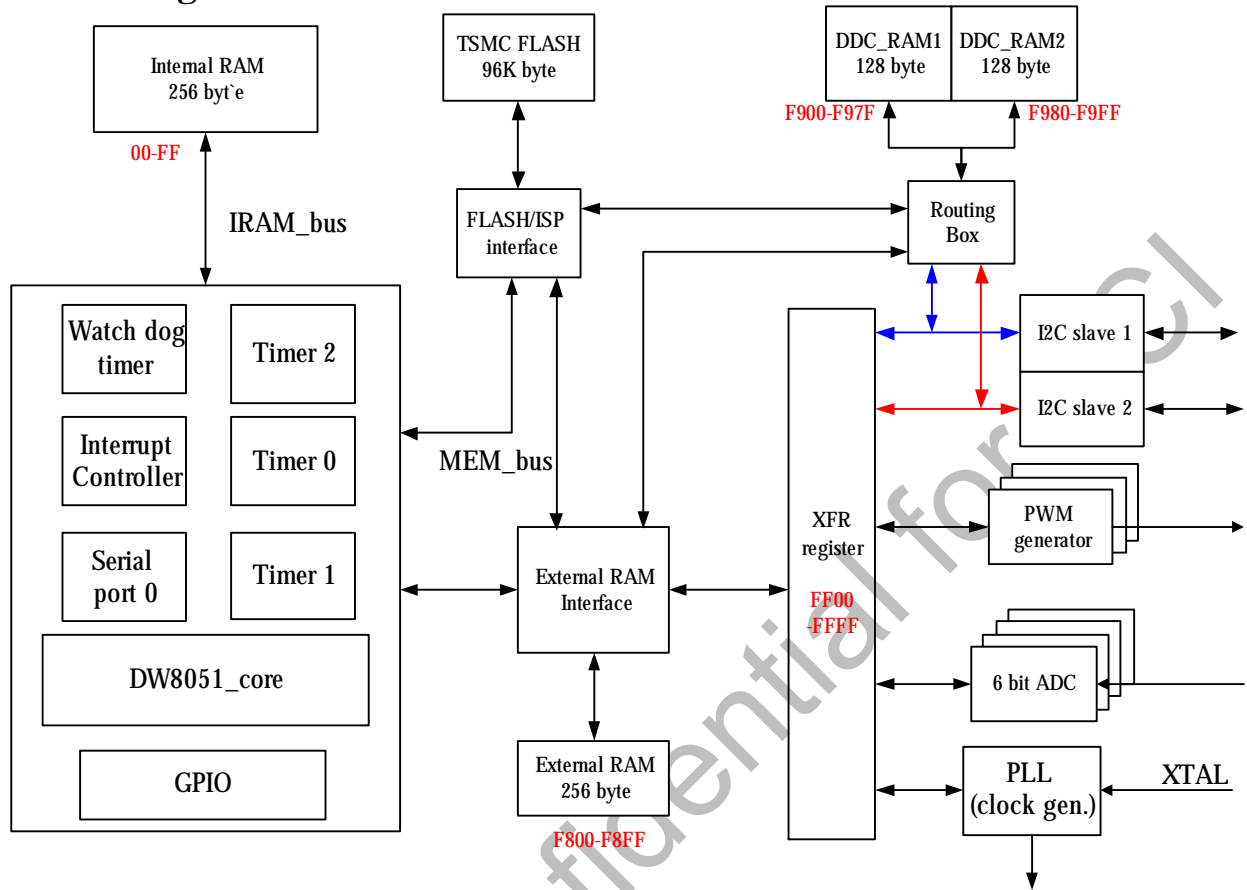 Internal RAM
256 byt`e
00-FF
TSMC FLASH
96K byte
DDC_RAM1
128 byte
DDC_RAM2
128 byte
F900-F97F
F980-F9FF
IRAM_bus
FLASH/ISP
interface
Routing
Box
Watch dog
timer
Timer 2
Interrupt
Controller
Timer 0
Serial
port 0
Timer 1
DW8051_core
GPIO
MEM_bus
External RAM
Interface
External RAM
256 byte
F800-F8FF
XFR
register
FF00
-FFFF
I2C slave 1
I2C slave 2
PWM
generator
6 bit ADC
PLL
(clock gen.)
XTAL